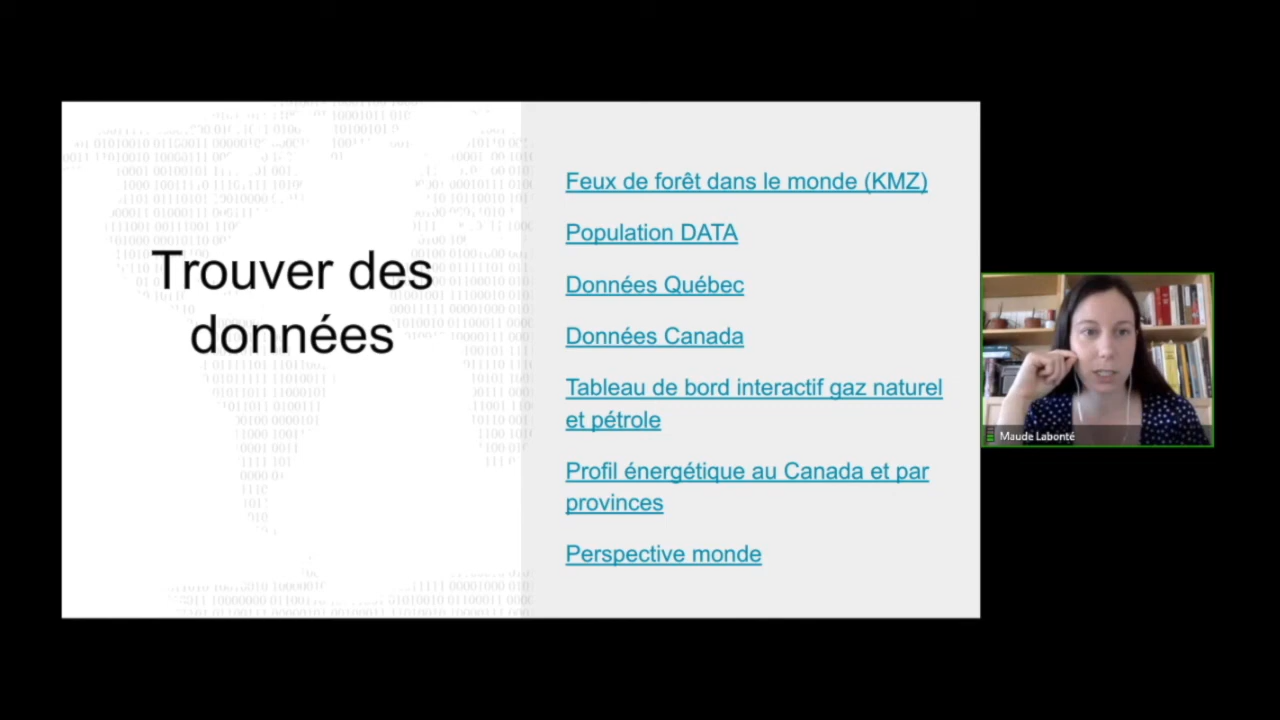 Trouver des
données
Feux de forêt dans le monde (KMZ)
Population DATA
Données Québec
Données Canada
Tableau de bord interactif gaz naturel
et pétrole
Profil énergétique au Canada et par
provinces
Perspective monde
Maude Labonté